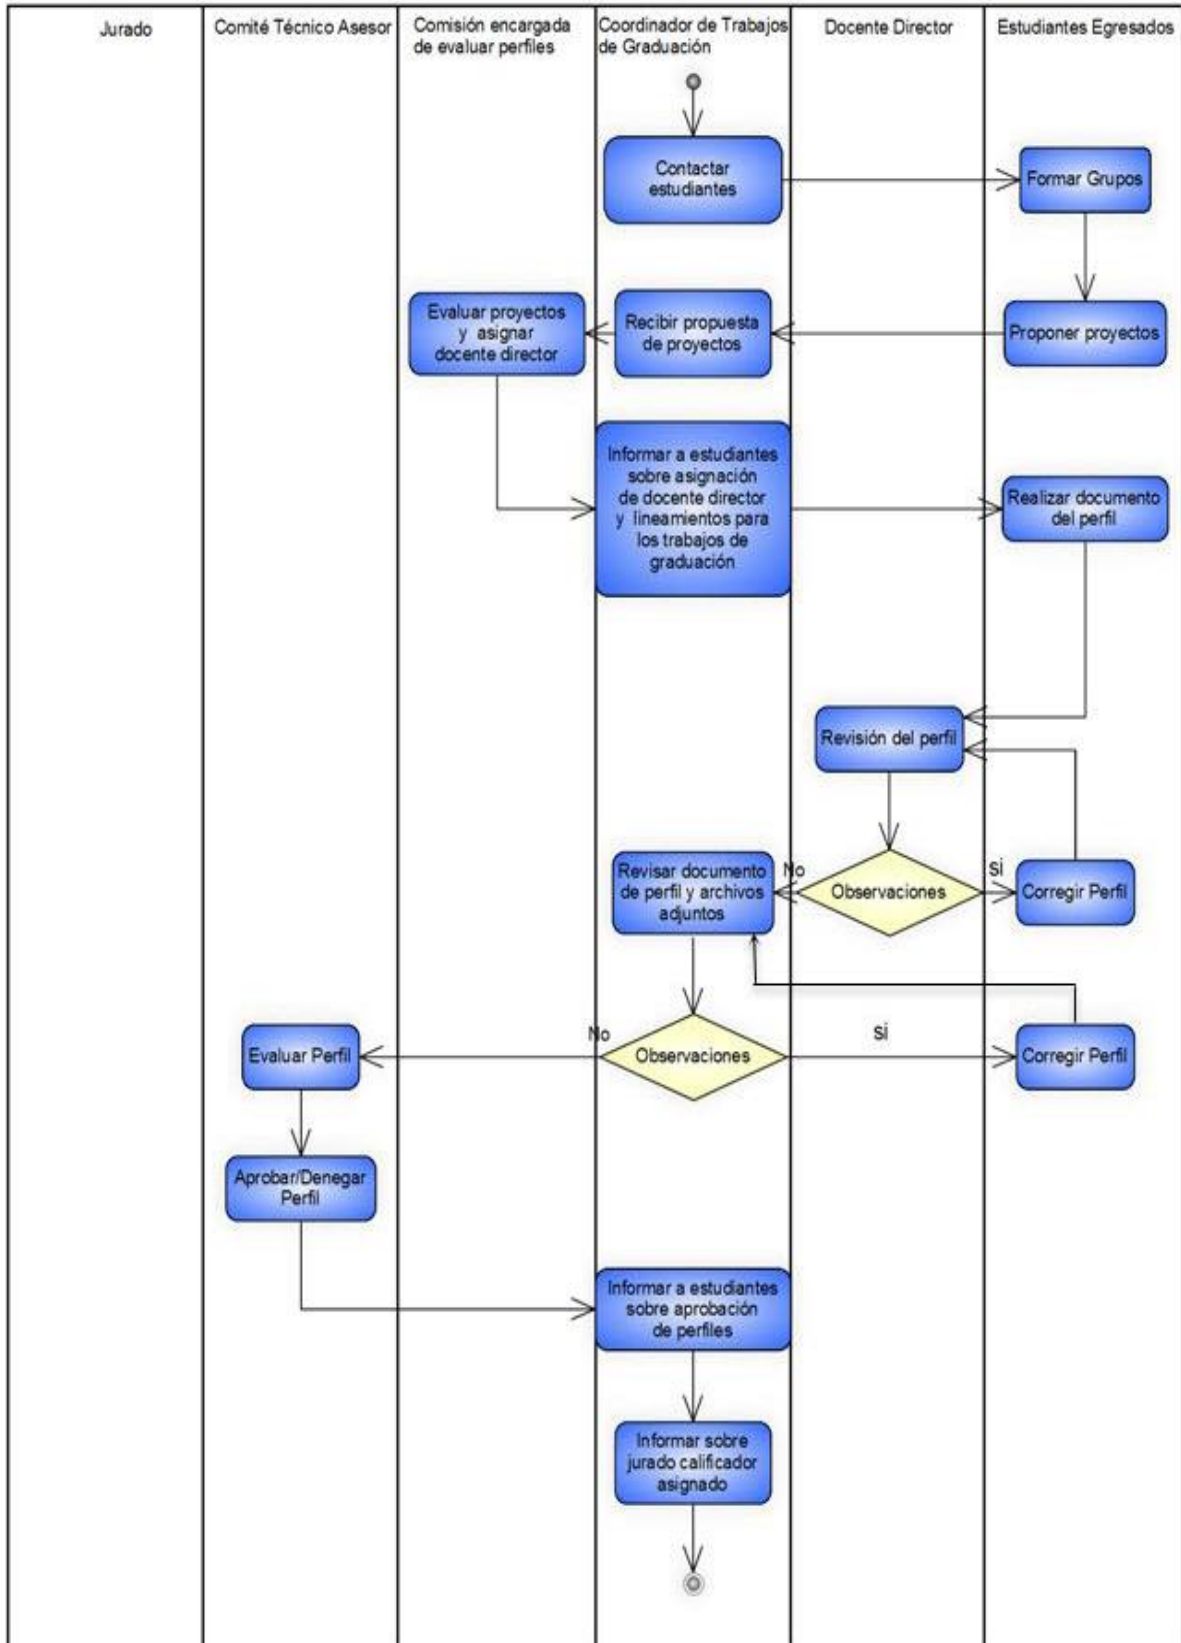 Jurado
Comité Técnico Asesor
Comisión encargada
de evaluar perfiles
Coordinador de Trabajos
de Graduación
Docente Director
Estudiantes Egresados
Contactar
estudiantes
Formar Grupos
Evaluar proyectos
y asignar
docente director
Recibir propuesta
de proyectos
Proponer proyectos
Informar a estudiantes
sobre asignación
de docente director
y lineamientos para
los trabajos de
graduación
Realizar documento
del perfil
Revisión del perfil
Revisar documento
de perfil y archivos
adjuntos
No
Observaciones
Si
Corregir Perfil
Evaluar Perfil
No
Observaciones
Si
Corregir Perfil
Aprobar/Denegar
Perfil
Informar a estudiantes
sobre aprobación
de perfiles
Informar sobre
jurado calificador
asignado